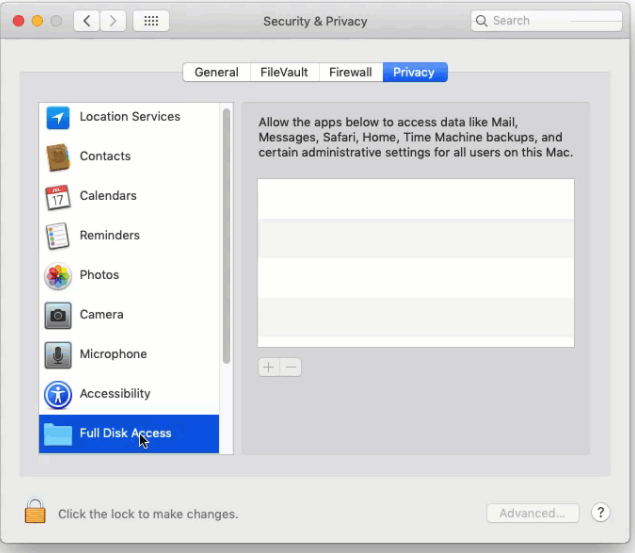 Security & Privacy
Search
General
FileVault
Firewall
Privacy
Location Services
Contacts
JUL
17
Calendars
Reminders
Photos
Camera
Microphone
Accessibility
Full Disk Access
Allow the apps below to access data like Mail,
Messages, Safari, Home, Time Machine backups, and
certain administrative settings for all users on this Mac.
+
−
Click the lock to make changes.
Advanced...
?